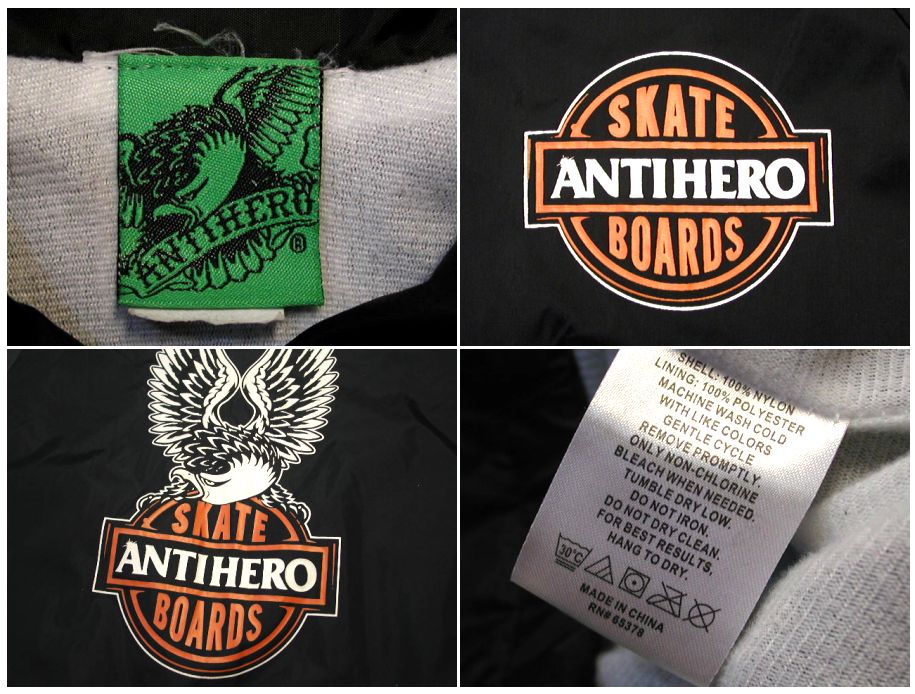 ANTIHERO
®
SKATE
ANTIHERO
BOARDS
SKATE
ANTIHERO
BOARDS
SHELL: 100% NYLON
LINING: 100% POLYESTER
MACHINE WASH COLD
WITH LIKE COLORS
GENTLE CYCLE
REMOVE PROMPTLY.
ONLY NON-CHLORINE
BLEACH WHEN NEEDED.
TUMBLE DRY LOW.
DO NOT IRON.
DO NOT DRY CLEAN.
FOR BEST RESULTS,
HANG TO DRY.
30°C
MADE IN CHINA
RN# 65378